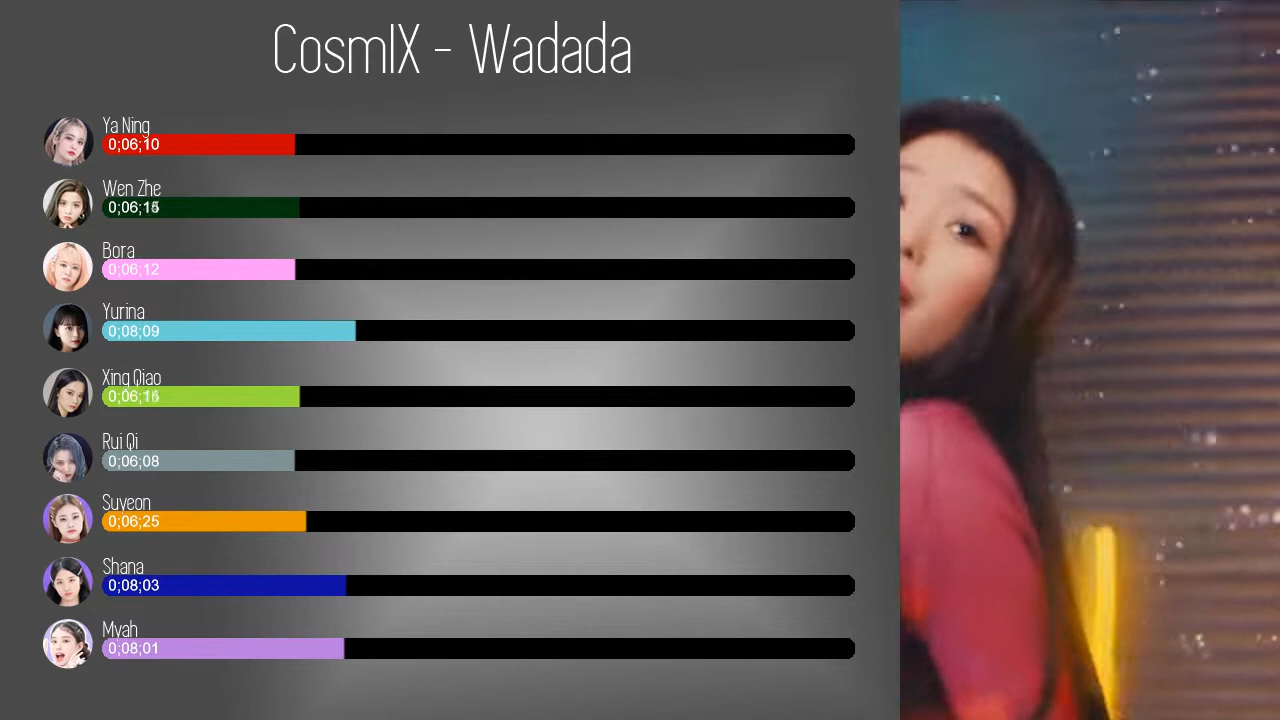 CosmIX - Wadada
Ya Ning
0;06;10
Wen Zhe
Bora
0;06;12
Yurina
0;08;09
Xing Qiao
Rui Qi
0;06;08
Suyeon
0;06;25
Shana
0;08;03
Myah
0;08;01